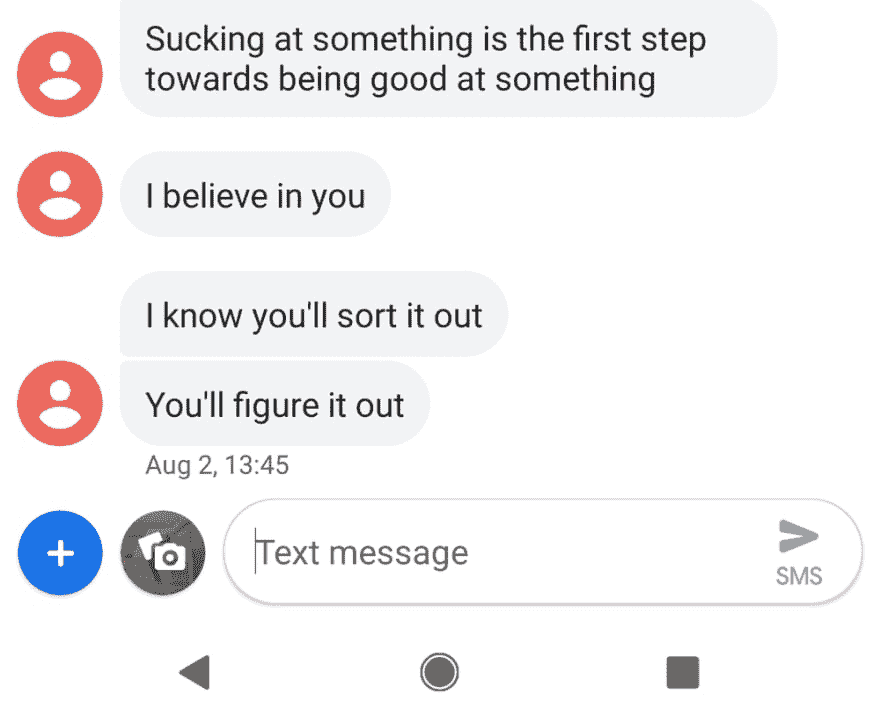 Sucking at something is the first step
towards being good at something
I believe in you
I know you'll sort it out
You'll figure it out
Aug 2, 13:45
Text message
SMS